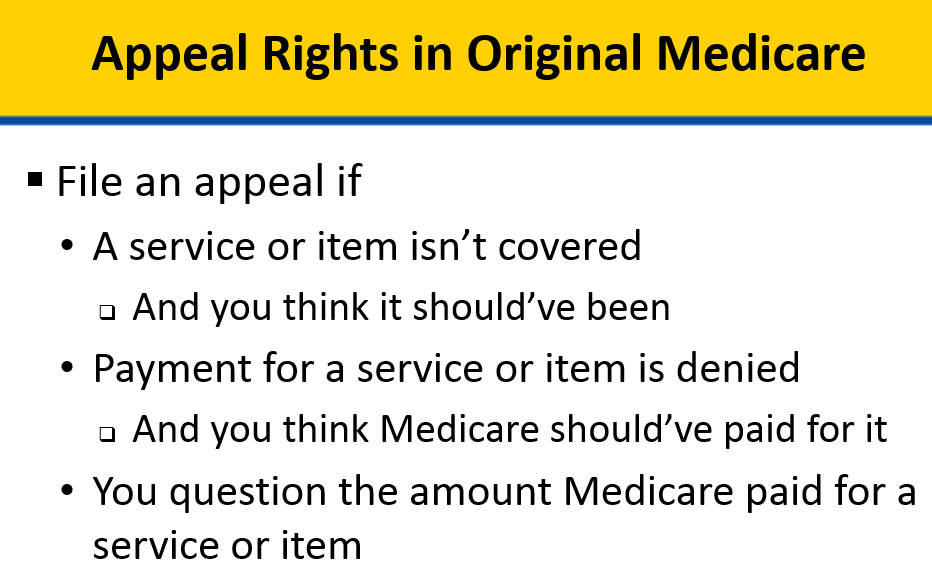 Appeal Rights in Original Medicare
▪ File an appeal if
• A service or item isn’t covered
❑ And you think it should’ve been
• Payment for a service or item is denied
❑ And you think Medicare should’ve paid for it
• You question the amount Medicare paid for a
service or item